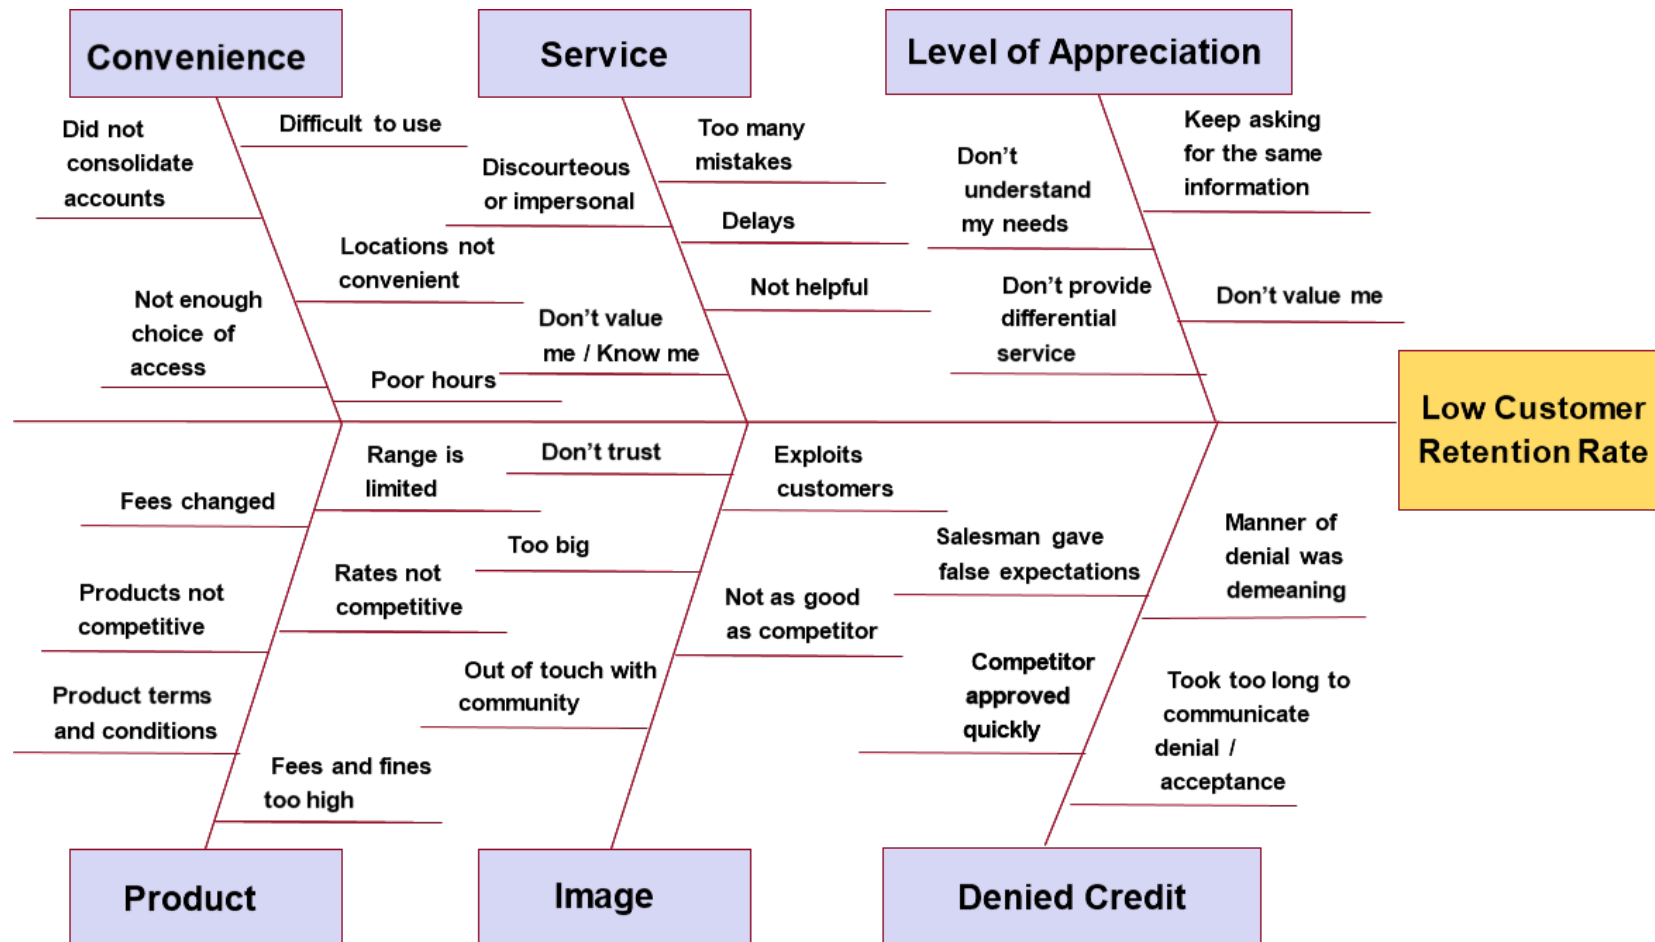 Convenience
Service
Level of Appreciation
Did not
consolidate
accounts
Difficult to use
Locations not
convenient
Not enough
choice of
access
Poor hours
Discourteous
or impersonal
Too many
mistakes
Delays
Not helpful
Don't value
me / Know me
Don't
understand
my needs
Keep asking
for the same
information
Don't provide
differential
service
Don't value me
Low Customer
Retention Rate
Fees changed
Range is
limited
Products not
competitive
Rates not
competitive
Product terms
and conditions
Fees and fines
too high
Don't trust
Exploits
customers
Too big
Not as good
as competitor
Out of touch with
community
Salesman gave
false expectations
Manner of
denial was
demeaning
Competitor
approved
quickly
Took too long to
communicate
denial /
acceptance
Product
Image
Denied Credit